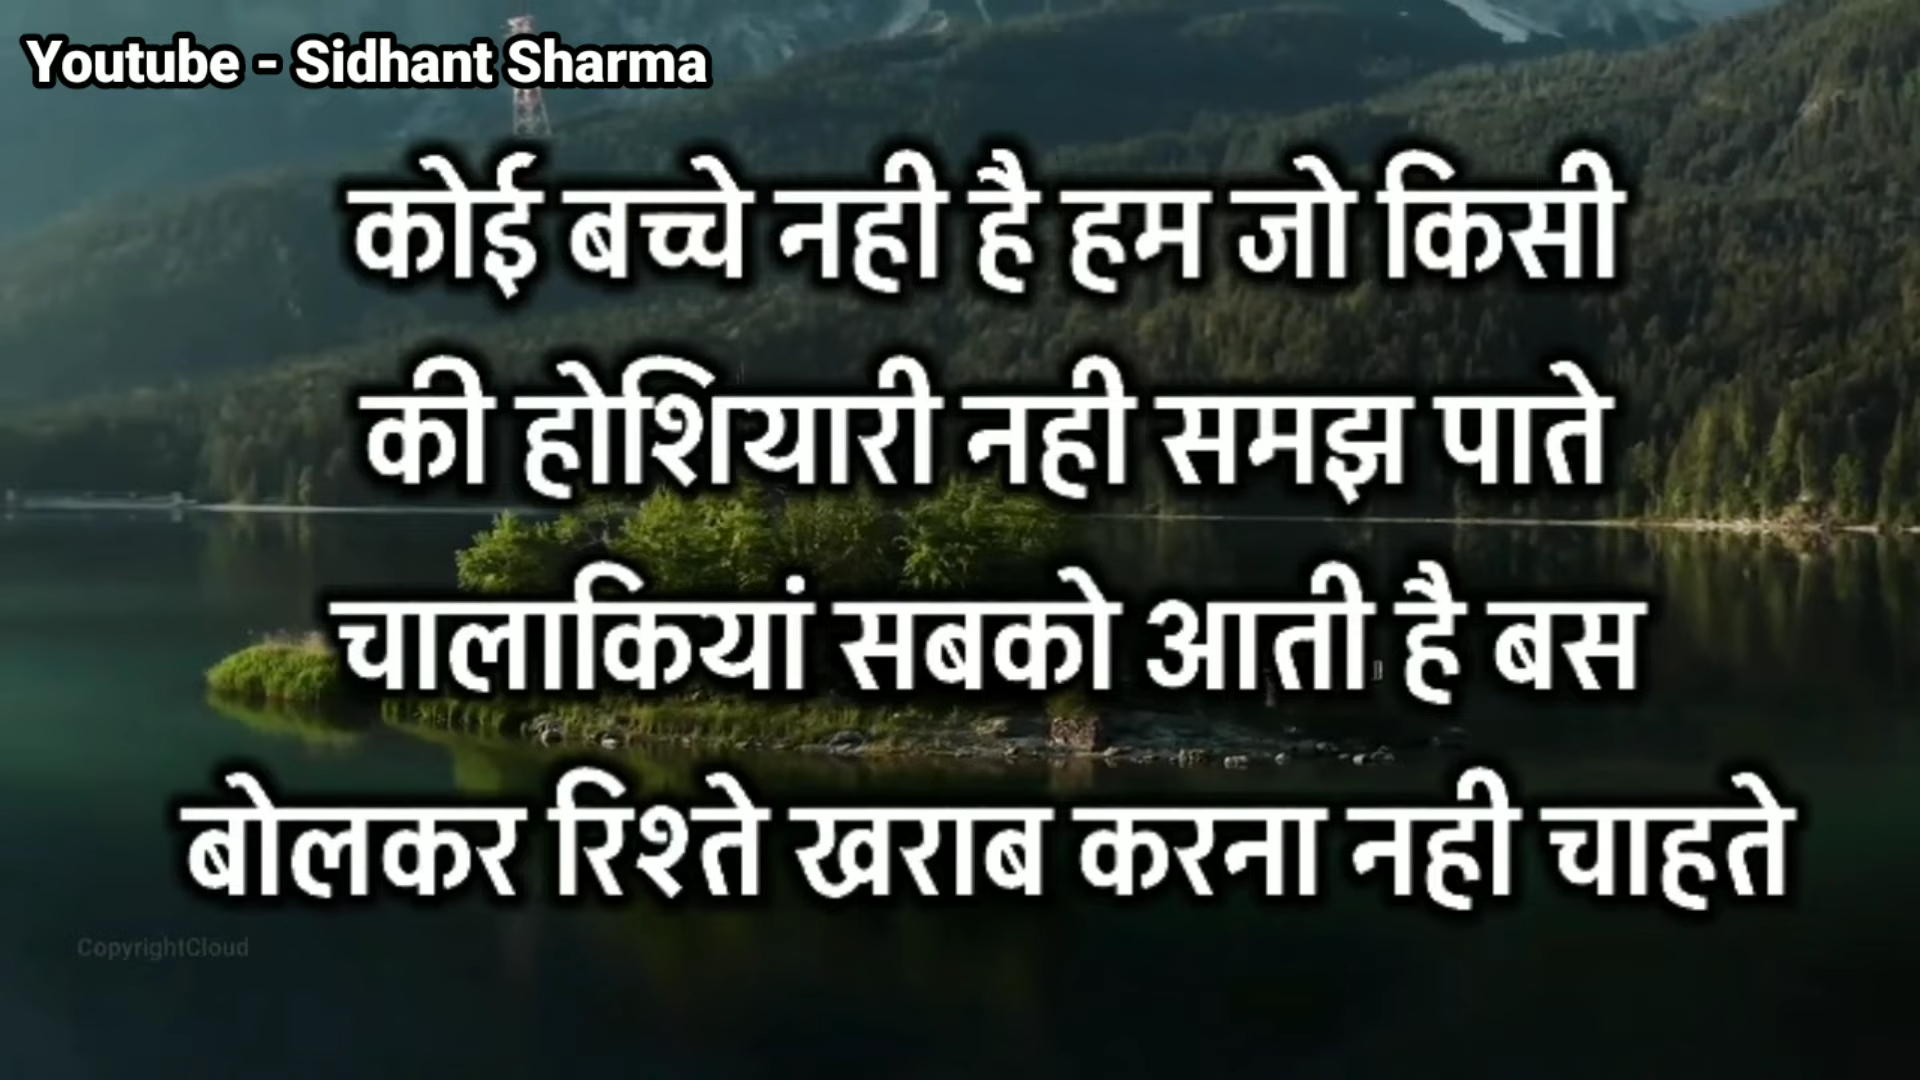 Youtube - Sidhant Sharma
कोई बच्चे नही है हम जो किसी
की होशियारी नही समझ पाते
चालाकियां सबको आती है बस
बोलकर रिश्ते खराब करना नही चाहते
CopyrightCloud